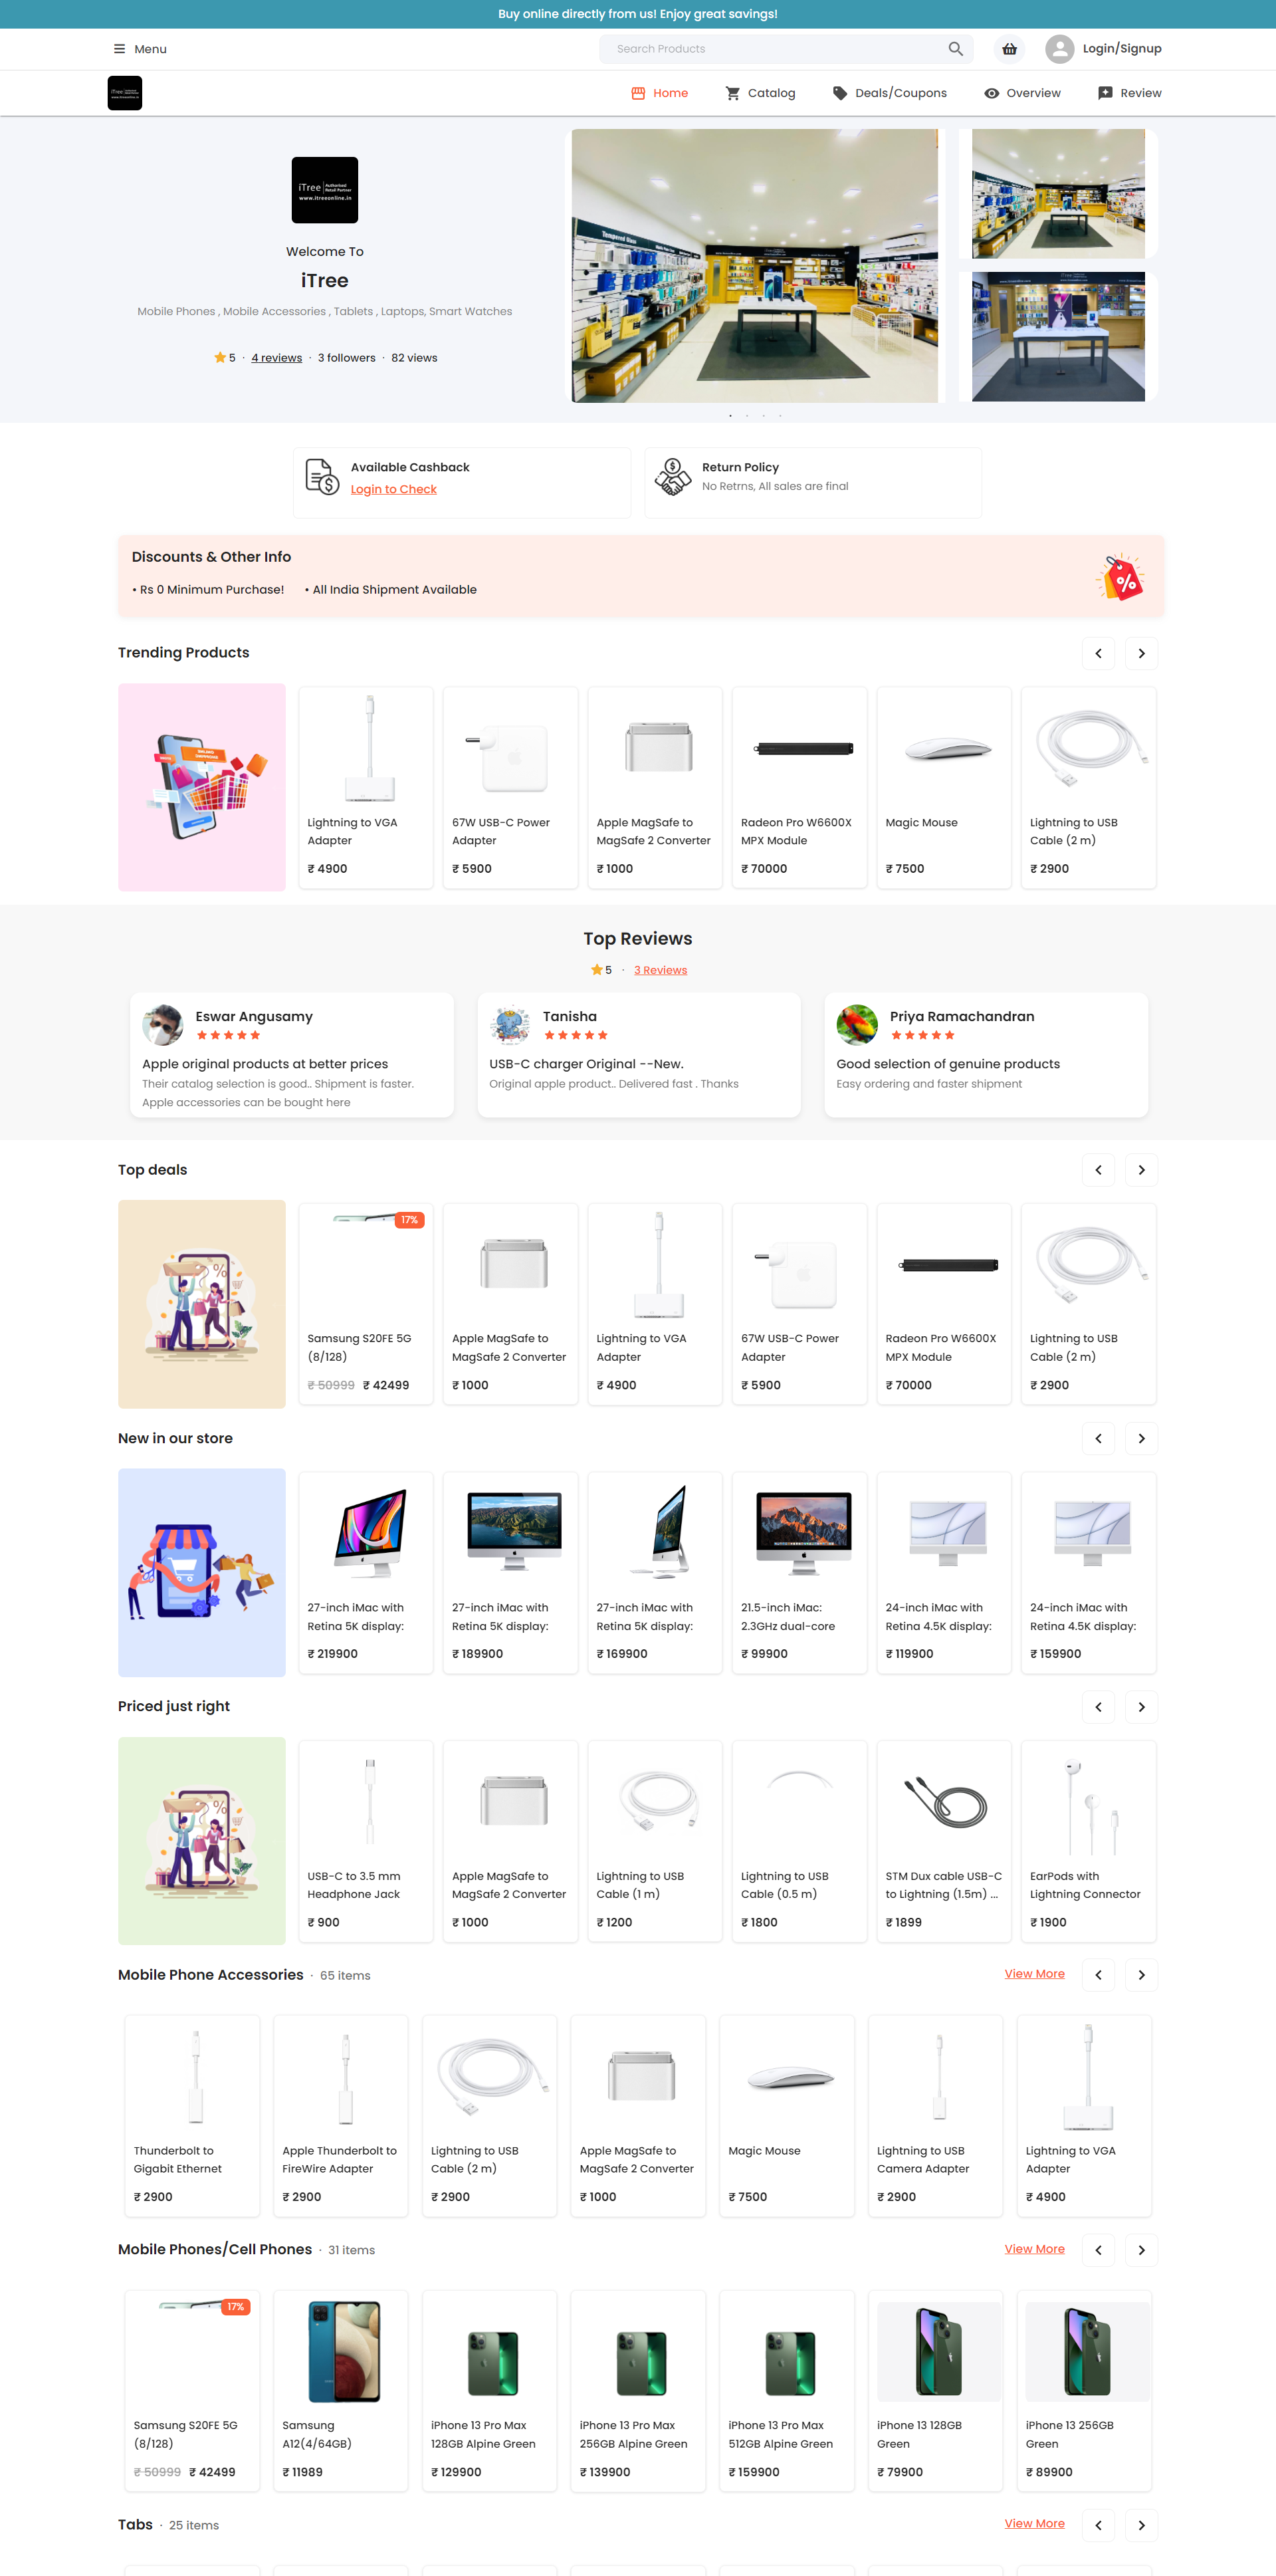 Buy online directly from us! Enjoy great savings!
Menu
Search Products
Login/Signup
Home
Catalog
Deals/Coupons
Overview
Review
iTree
Authorised
Retail Partner
www.itreeonline.in
Welcome To
iTree
Mobile Phones , Mobile Accessories , Tablets , Laptops, Smart Watches
5 · 4 reviews · 3 followers · 82 views
Available Cashback
Login to Check
Return Policy
No Retrns, All sales are final
Discounts & Other Info
• Rs 0 Minimum Purchase! • All India Shipment Available
Trending Products
Lightning to VGA
Adapter
₹ 4900
67W USB-C Power
Adapter
₹ 5900
Apple MagSafe to
MagSafe 2 Converter
₹ 1000
Radeon Pro W6600X
MPX Module
₹ 70000
Magic Mouse
₹ 7500
Lightning to USB
Cable (2 m)
₹ 2900
Top Reviews
5 · 3 Reviews
Eswar Angusamy
Apple original products at better prices
Their catalog selection is good.. Shipment is faster.
Apple accessories can be bought here
Tanisha
USB-C charger Original --New.
Original apple product.. Delivered fast . Thanks
Priya Ramachandran
Good selection of genuine products
Easy ordering and faster shipment
Top deals
17%
Samsung S20FE 5G
(8/128)
₹ 50999 ₹ 42499
Apple MagSafe to
MagSafe 2 Converter
₹ 1000
Lightning to VGA
Adapter
₹ 4900
67W USB-C Power
Adapter
₹ 5900
Radeon Pro W6600X
MPX Module
₹ 70000
Lightning to USB
Cable (2 m)
₹ 2900
New in our store
27-inch iMac with
Retina 5K display:
₹ 219900
27-inch iMac with
Retina 5K display:
₹ 189900
27-inch iMac with
Retina 5K display:
₹ 169900
21.5-inch iMac:
2.3GHz dual-core
₹ 99900
24-inch iMac with
Retina 4.5K display:
₹ 119900
24-inch iMac with
Retina 4.5K display:
₹ 159900
Priced just right
USB-C to 3.5 mm
Headphone Jack
₹ 900
Apple MagSafe to
MagSafe 2 Converter
₹ 1000
Lightning to USB
Cable (1 m)
₹ 1200
Lightning to USB
Cable (0.5 m)
₹ 1800
STM Dux cable USB-C
to Lightning (1.5m) ...
₹ 1899
EarPods with
Lightning Connector
₹ 1900
Mobile Phone Accessories · 65 items
View More
Thunderbolt to
Gigabit Ethernet
₹ 2900
Apple Thunderbolt to
FireWire Adapter
₹ 2900
Lightning to USB
Cable (2 m)
₹ 2900
Apple MagSafe to
MagSafe 2 Converter
₹ 1000
Magic Mouse
₹ 7500
Lightning to USB
Camera Adapter
₹ 2900
Lightning to VGA
Adapter
₹ 4900
Mobile Phones/Cell Phones · 31 items
View More
17%
Samsung S20FE 5G
(8/128)
₹ 50999 ₹ 42499
Samsung
A12(4/64GB)
₹ 11989
iPhone 13 Pro Max
128GB Alpine Green
₹ 129900
iPhone 13 Pro Max
256GB Alpine Green
₹ 139900
iPhone 13 Pro Max
512GB Alpine Green
₹ 159900
iPhone 13 128GB
Green
₹ 79900
iPhone 13 256GB
Green
₹ 89900
Tabs · 25 items
View More